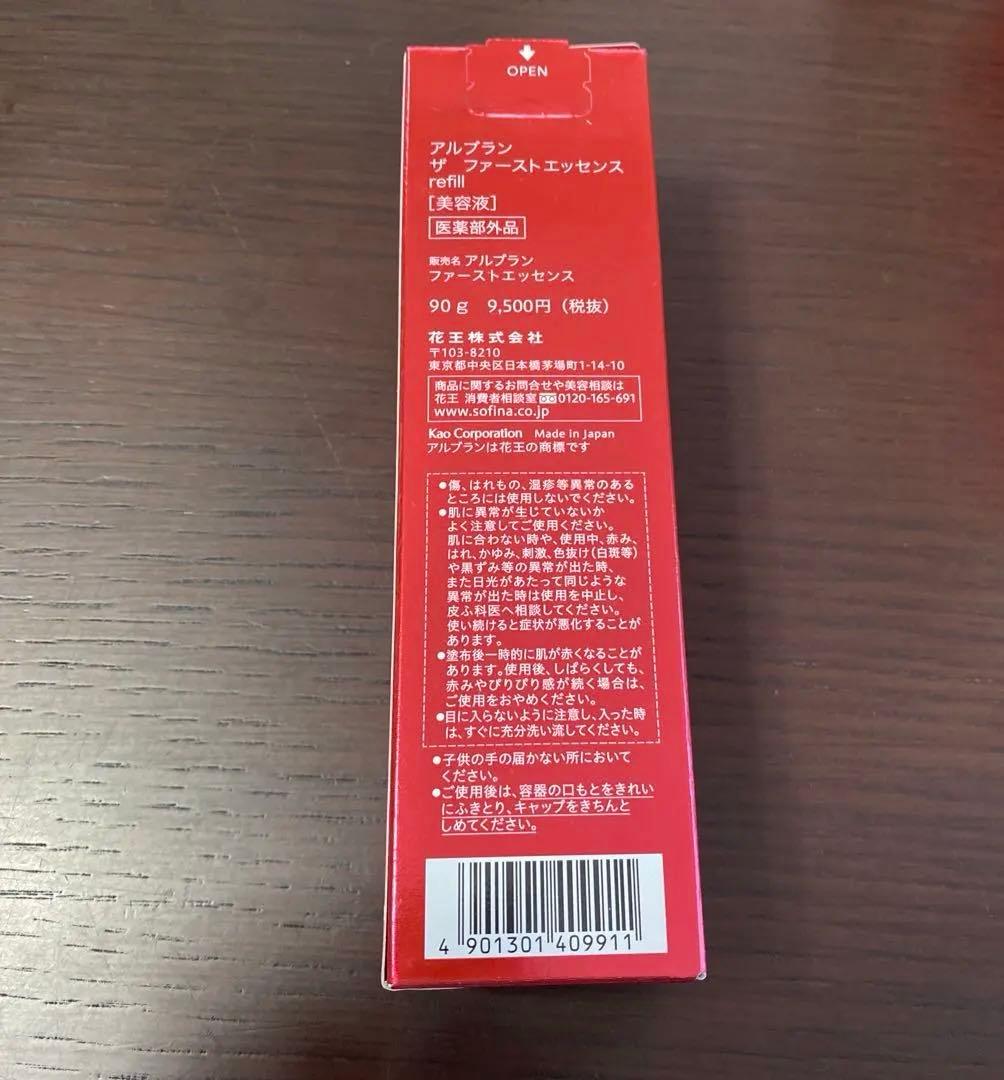 OPEN
アルブラン
ザ ファーストエッセンス
refill
[美容液]
医薬部外品
販売名 アルブラン
ファーストエッセンス
90g 9,500円（税抜）
花王株式会社
〒103-8210
東京都中央区日本橋茅場町1-14-10
商品に関するお問合せや美容相談は
花王 消費者相談室 0120-165-691
www.sofina.co.jp
Kao Corporation Made in Japan
アルブランは花王の商標です
●傷、はれもの、湿疹等異常のある
ところには使用しないでください。
●肌に異常が生じていないか
よく注意してご使用ください。
肌に合わない時や、使用中、赤み、
はれ、かゆみ、刺激、色抜け(白斑等)
や黒ずみ等の異常が出た時、
また日光があたって同じような
異常が出た時は使用を中止し、
皮ふ科医へ相談してください。
使い続けると症状が悪化することが
あります。
●塗布後一時的に肌が赤くなることが
あります。使用後、しばらくしても、
赤みやぴりぴり感が続く場合は、
ご使用をおやめください。
●目に入らないように注意し、入った時
は、すぐに充分洗い流してください。
●子供の手の届かない所において
ください。
●ご使用後は、容器の口もとをきれい
にふきとり、キャップをきちんと
しめてください。
4 901301 409911